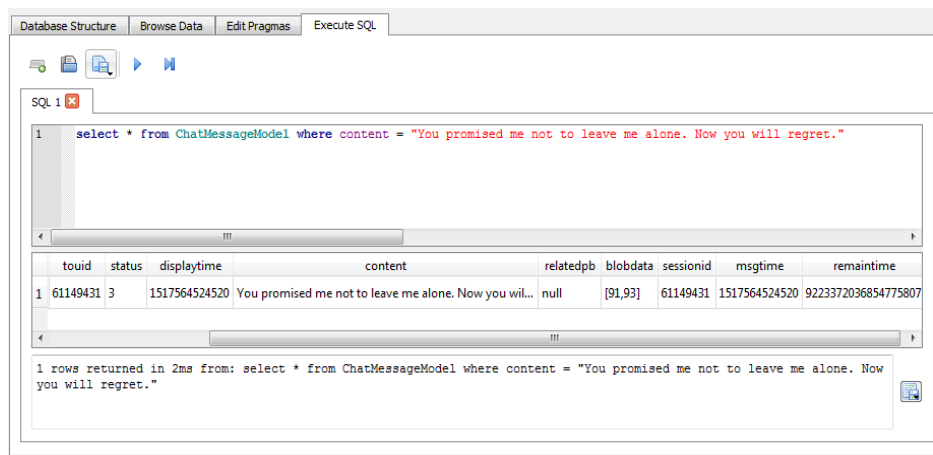 Database Structure Browse Data Edit Pragmas Execute SQL
SQL 1
1 select * from ChatMessageModel where content = "You promised me not to leave me alone. Now you will regret."
touid status displaytime content relatedpb blobdata sessionid msgtime remaintime
1 61149431 3 1517564524520 You promised me not to leave me alone. Now you wil... null [91,93] 61149431 1517564524520 9223372036854775807
1 rows returned in 2ms from: select * from ChatMessageModel where content = "You promised me not to leave me alone. Now
you will regret."